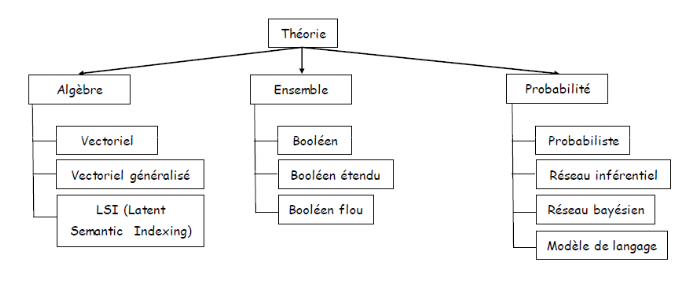 Théorie
Algèbre
Vectoriel
Vectoriel généralisé
LSI (Latent
Semantic Indexing)
Ensemble
Booléen
Booléen étendu
Booléen flou
Probabilité
Probabiliste
Réseau inférentiel
Réseau bayésien
Modèle de langage